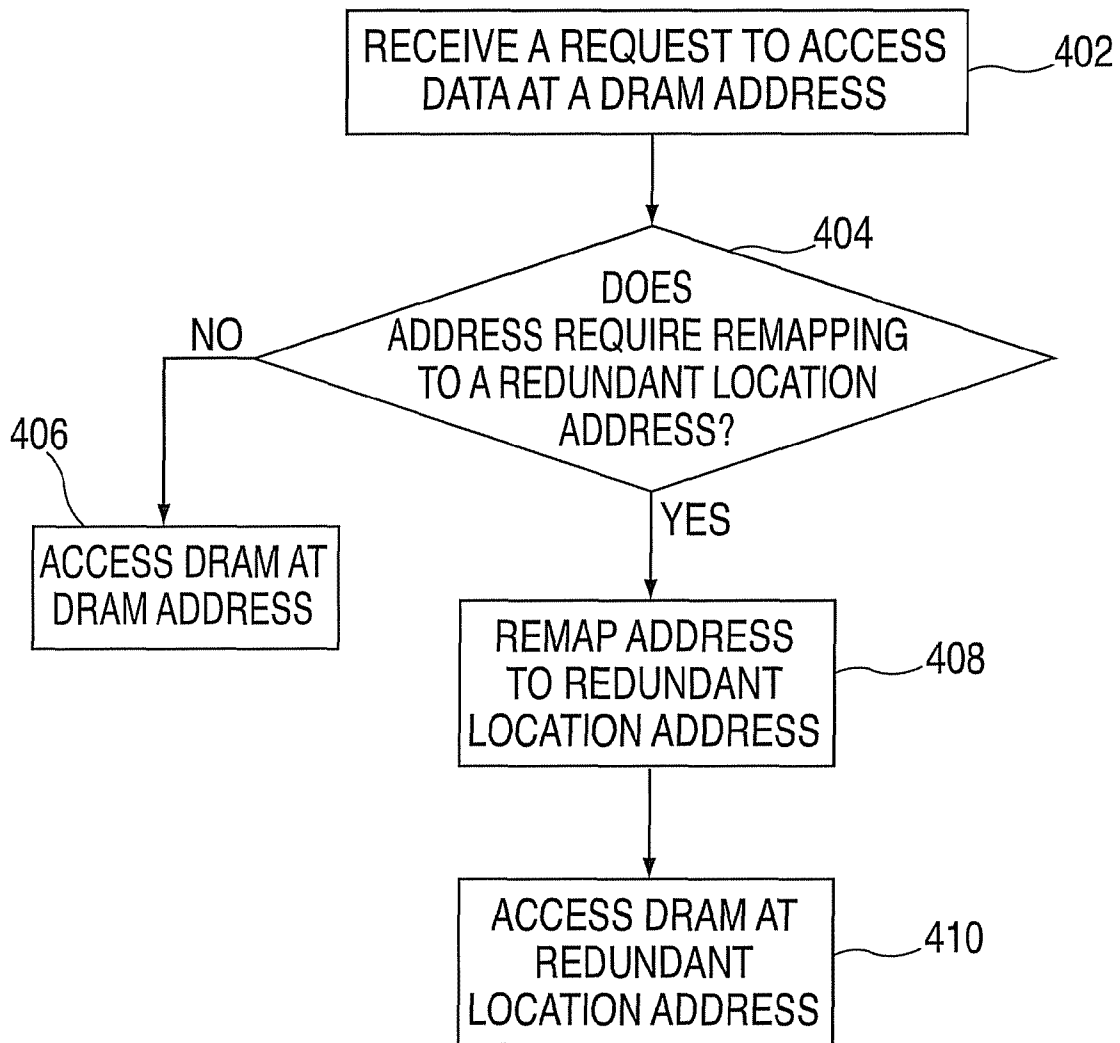 RECEIVE A REQUEST TO ACCESS
DATA AT A DRAM ADDRESS
402
404
DOES
ADDRESS REQUIRE REMAPPING
TO A REDUNDANT LOCATION
ADDRESS?
NO
406
ACCESS DRAM AT
DRAM ADDRESS
YES
REMAP ADDRESS
TO REDUNDANT
LOCATION ADDRESS
408
ACCESS DRAM AT
REDUNDANT
LOCATION ADDRESS
410